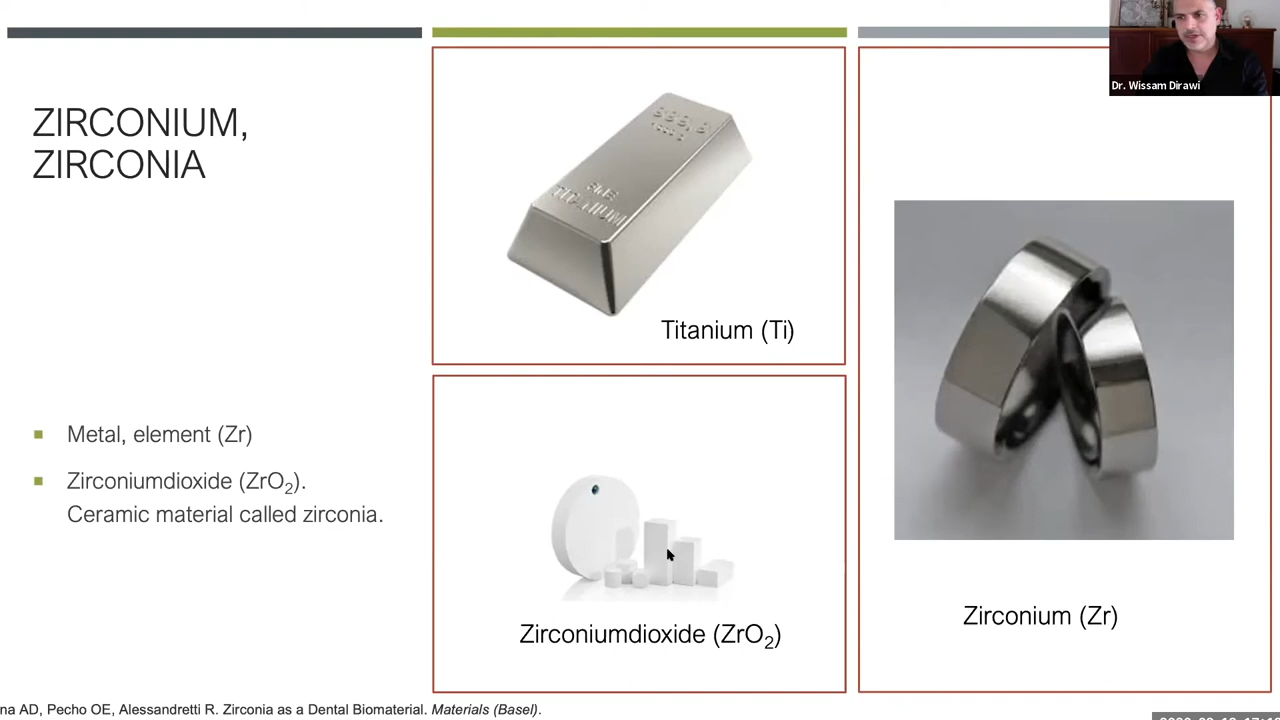 Dr. Wissam Dirawi
ZIRCONIUM,
ZIRCONIA
TITANIUM
Titanium (Ti)
Metal, element (Zr)
Zirconiumdioxide (ZrO₂).
Ceramic material called zirconia.
Zirconiumdioxide (ZrO₂)
Zirconium (Zr)
na AD, Pecho OE, Alessandretti R. Zirconia as a Dental Biomaterial. Materials (Basel).